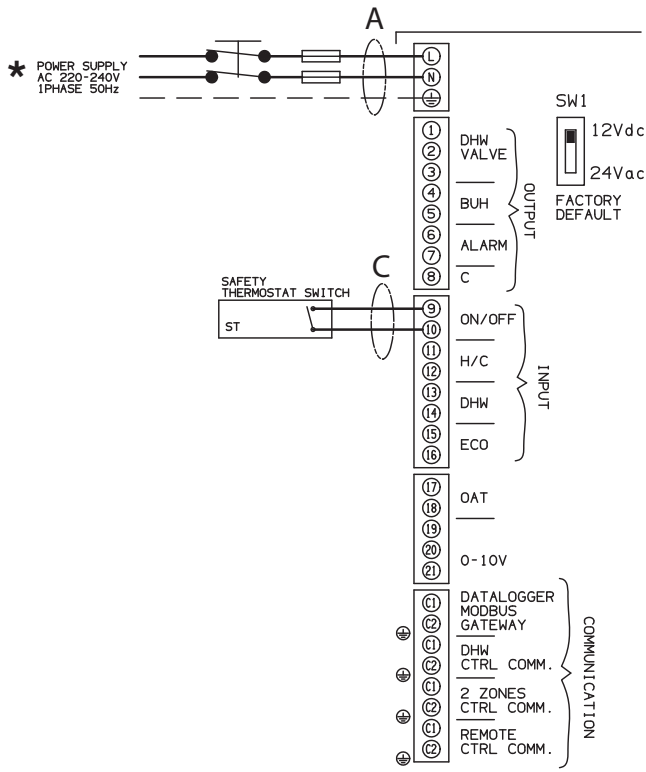 A
* POWER SUPPLY
AC 220-240V
1PHASE 50Hz
L
N
SW1
12Vdc
24Vac
FACTORY
DEFAULT
1
2
3
DHW
VALVE
4
5
BUH
6
7
ALARM
8
C
OUTPUT
SAFETY
THERMOSTAT SWITCH
ST
C
9
10
ON/OFF
11
12
H/C
13
14
DHW
15
16
ECO
INPUT
17
18
OAT
19
20
21
0-10V
C1
C2
DATALOGGER
MODBUS
GATEWAY
C1
C2
DHW
CTRL COMM.
C1
C2
2 ZONES
CTRL COMM.
C1
C2
REMOTE
CTRL COMM.
COMMUNICATION